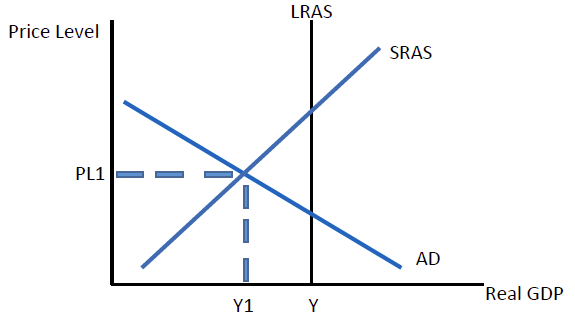 LRAS
Price Level
SRAS
PL1
AD
Real GDP
Y1
Y